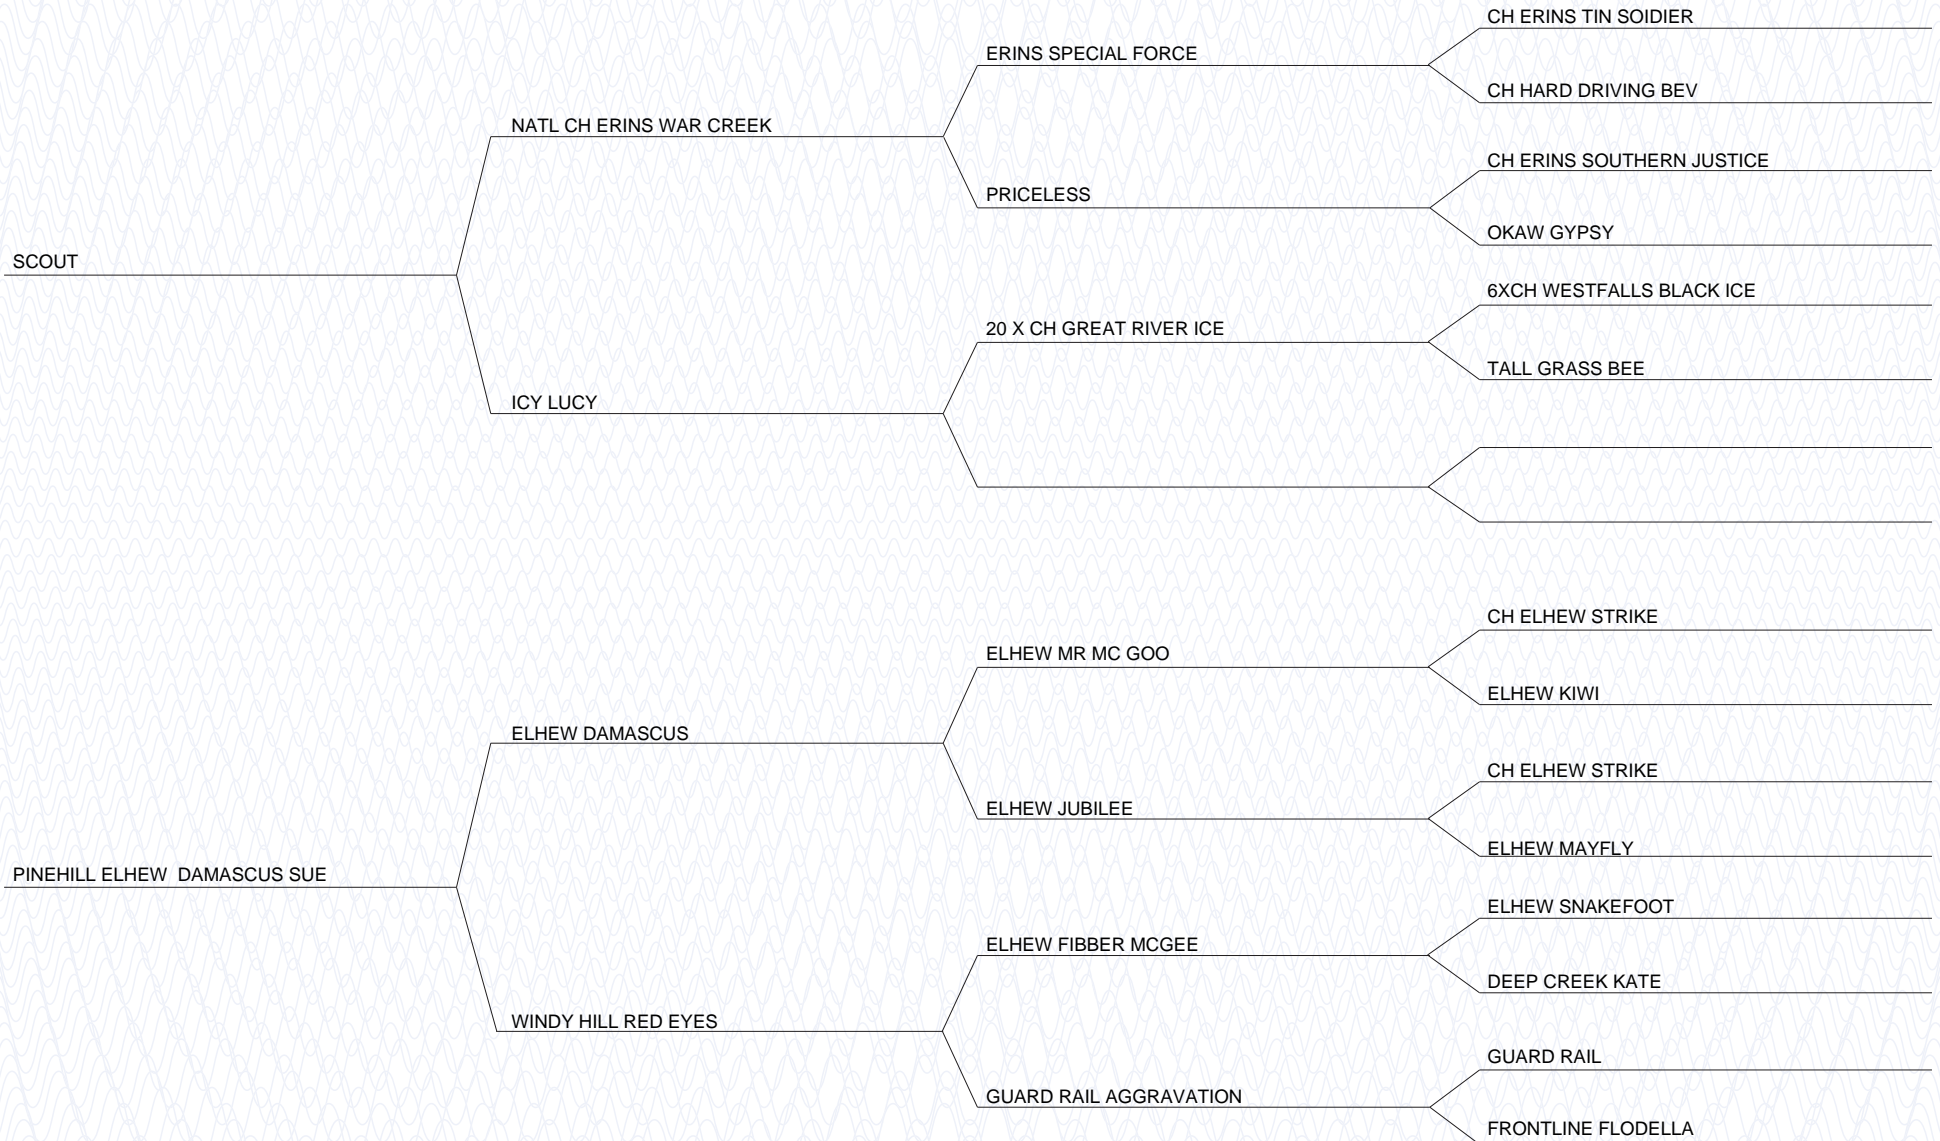 CH ERINS TIN SOIDIER
ERINS SPECIAL FORCE
CH HARD DRIVING BEV
NATL CH ERINS WAR CREEK
CH ERINS SOUTHERN JUSTICE
PRICELESS
OKAW GYPSY
SCOUT
6XCH WESTFALLS BLACK ICE
20 X CH GREAT RIVER ICE
TALL GRASS BEE
ICY LUCY
CH ELHEW STRIKE
ELHEW MR MC GOO
ELHEW KIWI
ELHEW DAMASCUS
CH ELHEW STRIKE
ELHEW JUBILEE
ELHEW MAYFLY
PINEHILL ELHEW  DAMASCUS SUE
ELHEW SNAKEFOOT
ELHEW FIBBER MCGEE
DEEP CREEK KATE
WINDY HILL RED EYES
GUARD RAIL
GUARD RAIL AGGRAVATION
FRONTLINE FLODELLA